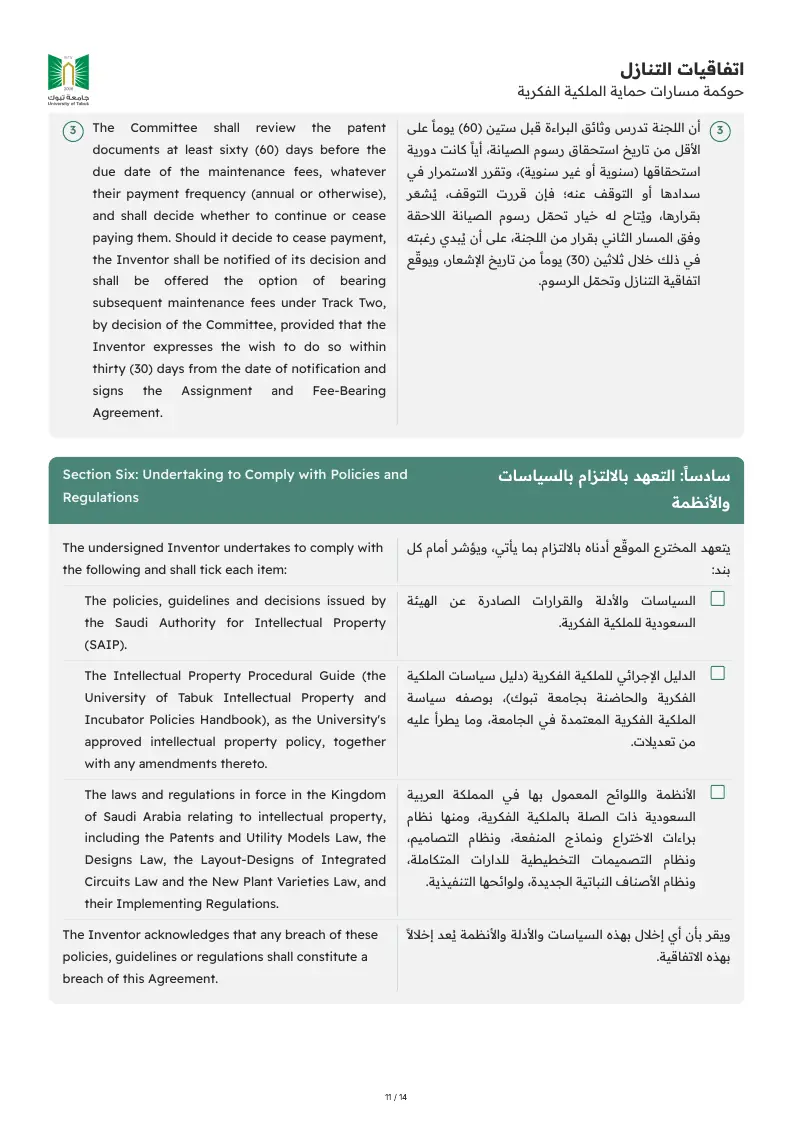 اتفاقيات التنازل
حوكمة مسارات حماية الملكية الفكرية
جامعة تبوك
University of Tabuk
3
The Committee shall review the patent
documents at least sixty (60) days before the
due date of the maintenance fees, whatever
their payment frequency (annual or otherwise),
and shall decide whether to continue or cease
paying them. Should it decide to cease payment,
the Inventor shall be notified of its decision and
shall be offered the option of bearing
subsequent maintenance fees under Track Two,
by decision of the Committee, provided that the
Inventor expresses the wish to do so within
thirty (30) days from the date of notification and
signs the Assignment and Fee-Bearing
Agreement.
3
أن اللجنة تدرس وثائق البراءة قبل ستين (60) يوماً على
الأقل من تاريخ استحقاق رسوم الصيانة، أياً كانت دورية
استحقاقها (سنوية أو غير سنوية)، وتقرر الاستمرار في
سدادها أو التوقف عنه؛ فإن قررت التوقف، يُشعَر
بقرارها، ويُتاح له خيار تحمّل رسوم الصيانة اللاحقة
وفق المسار الثاني بقرار من اللجنة، على أن يُبدي رغبته
في ذلك خلال ثلاثين (30) يوماً من تاريخ الإشعار، ويوقّع
اتفاقية التنازل وتحمّل الرسوم.
Section Six: Undertaking to Comply with Policies and
Regulations
سادساً: التعهد بالالتزام بالسياسات
والأنظمة
The undersigned Inventor undertakes to comply with
the following and shall tick each item:
يتعهد المخترع الموقّع أدناه بالالتزام بما يأتي، ويؤشر أمام كل
بند:
The policies, guidelines and decisions issued by
the Saudi Authority for Intellectual Property
(SAIP).
السياسات والأدلة والقرارات الصادرة عن الهيئة
السعودية للملكية الفكرية.
The Intellectual Property Procedural Guide (the
University of Tabuk Intellectual Property and
Incubator Policies Handbook), as the University's
approved intellectual property policy, together
with any amendments thereto.
الدليل الإجرائي للملكية الفكرية (دليل سياسات الملكية
الفكرية والحاضنة بجامعة تبوك)، بوصفه سياسة
الملكية الفكرية المعتمدة في الجامعة، وما يطرأ عليه
من تعديلات.
The laws and regulations in force in the Kingdom
of Saudi Arabia relating to intellectual property,
including the Patents and Utility Models Law, the
Designs Law, the Layout-Designs of Integrated
Circuits Law and the New Plant Varieties Law, and
their Implementing Regulations.
الأنظمة واللوائح المعمول بها في المملكة العربية
السعودية ذات الصلة بالملكية الفكرية، ومنها نظام
براءات الاختراع ونماذج المنفعة، ونظام التصاميم،
ونظام التصميمات التخطيطية للدارات المتكاملة،
ونظام الأصناف النباتية الجديدة، ولوائحها التنفيذية.
The Inventor acknowledges that any breach of these
policies, guidelines or regulations shall constitute a
breach of this Agreement.
ويقر بأن أي إخلال بهذه السياسات والأدلة والأنظمة يُعد إخلالاً
بهذه الاتفاقية.
11 / 14